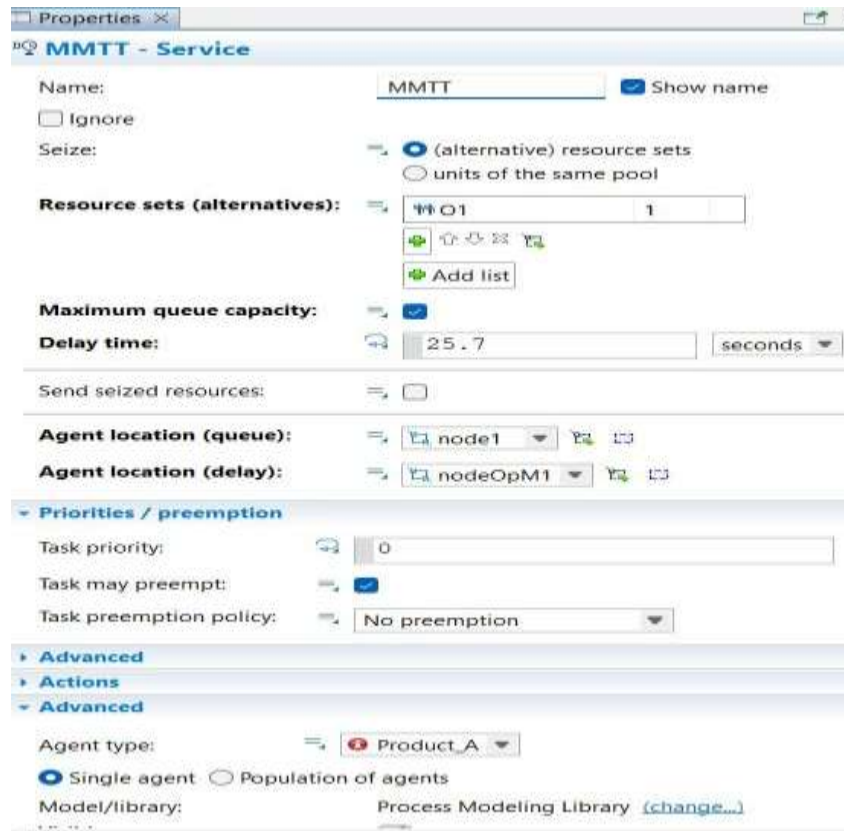 Properties
MMTT - Service
Name: MMTT Show name
Ignore
Seize: (alternative) resource sets
units of the same pool
Resource sets (alternatives): O1 1
Add list
Maximum queue capacity:
Delay time: 25.7 seconds
Send seized resources:
Agent location (queue): node1
Agent location (delay): nodeOpM1
Priorities / preemption
Task priority: 0
Task may preempt:
Task preemption policy: No preemption
Advanced
Actions
Advanced
Agent type: Product_A
Single agent Population of agents
Model/library: Process Modeling Library (change...)